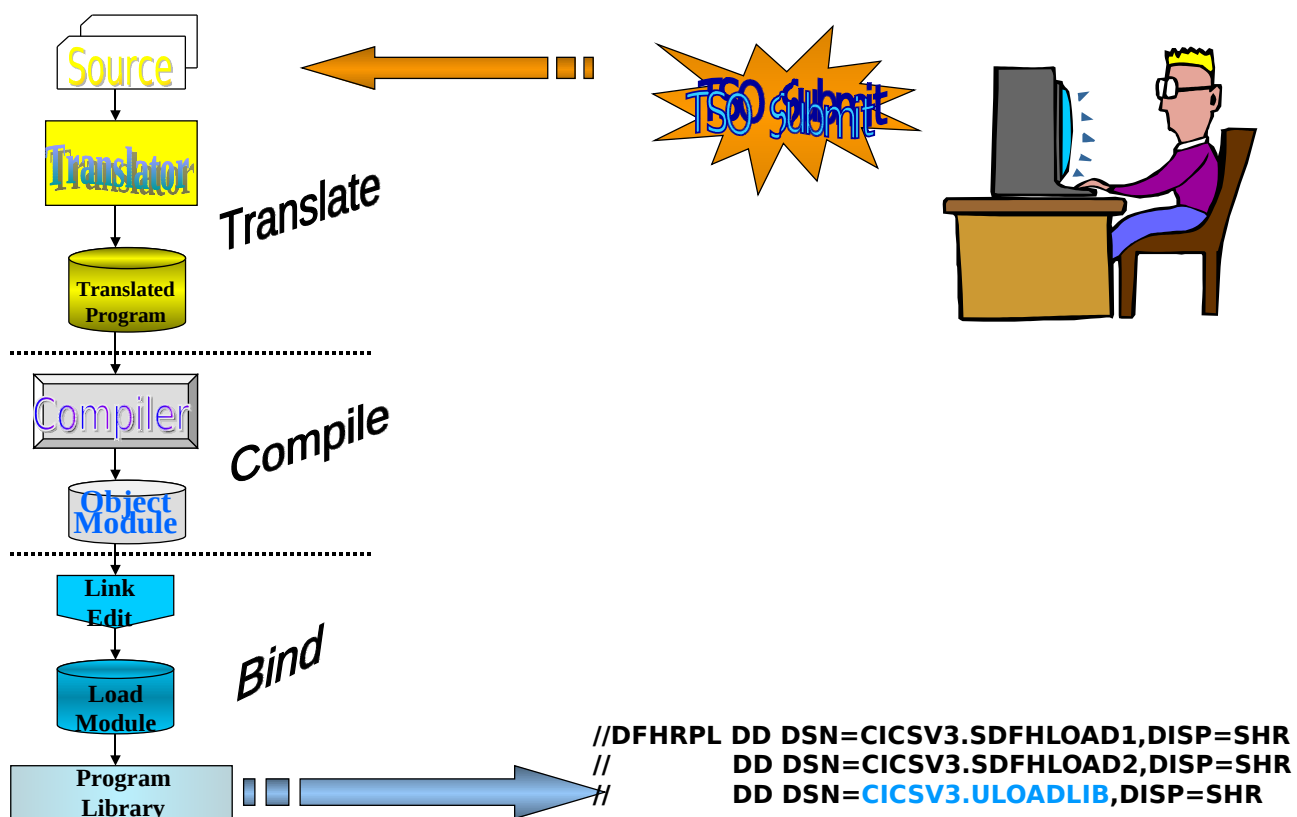 Source
TSO Submit
Translator
Translate
Translated
Program
Compiler
Compile
Object
Module
Link
Edit
Bind
Load
Module
//DFHRPL DD DSN=CICSV3.SDFHLOAD1,DISP=SHR
// DD DSN=CICSV3.SDFHLOAD2,DISP=SHR
// DD DSN=CICSV3.ULOADLIB,DISP=SHR
Program
Library